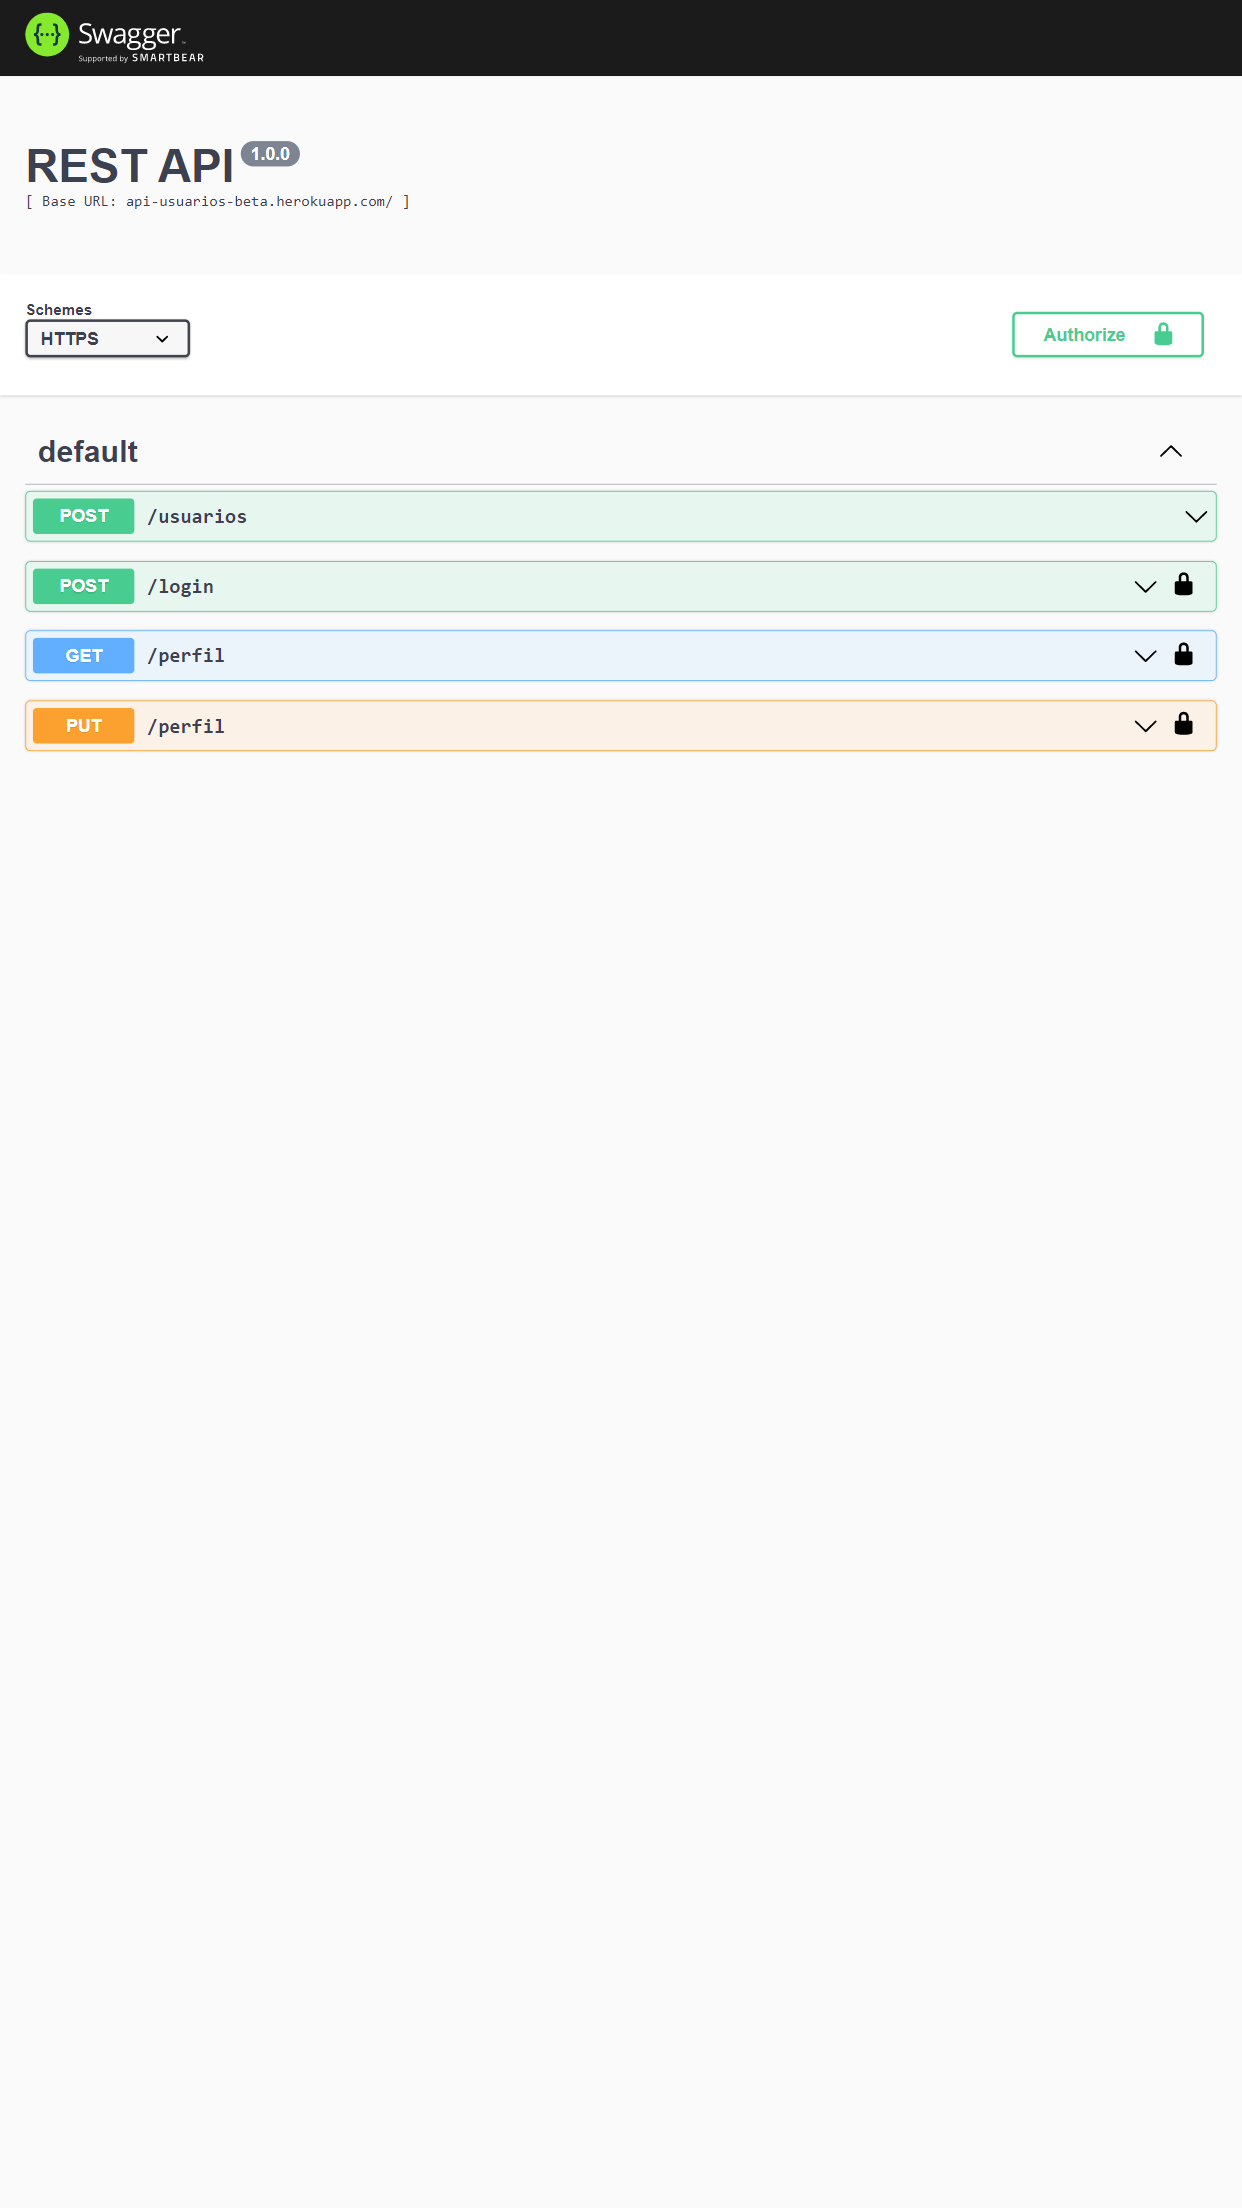 Swagger™
Supported by SMARTBEAR
REST API 1.0.0
[ Base URL: api-usuarios-beta.herokuapp.com/ ]
Schemes
HTTPS
Authorize
default
POST /usuarios
POST /login
GET /perfil
PUT /perfil